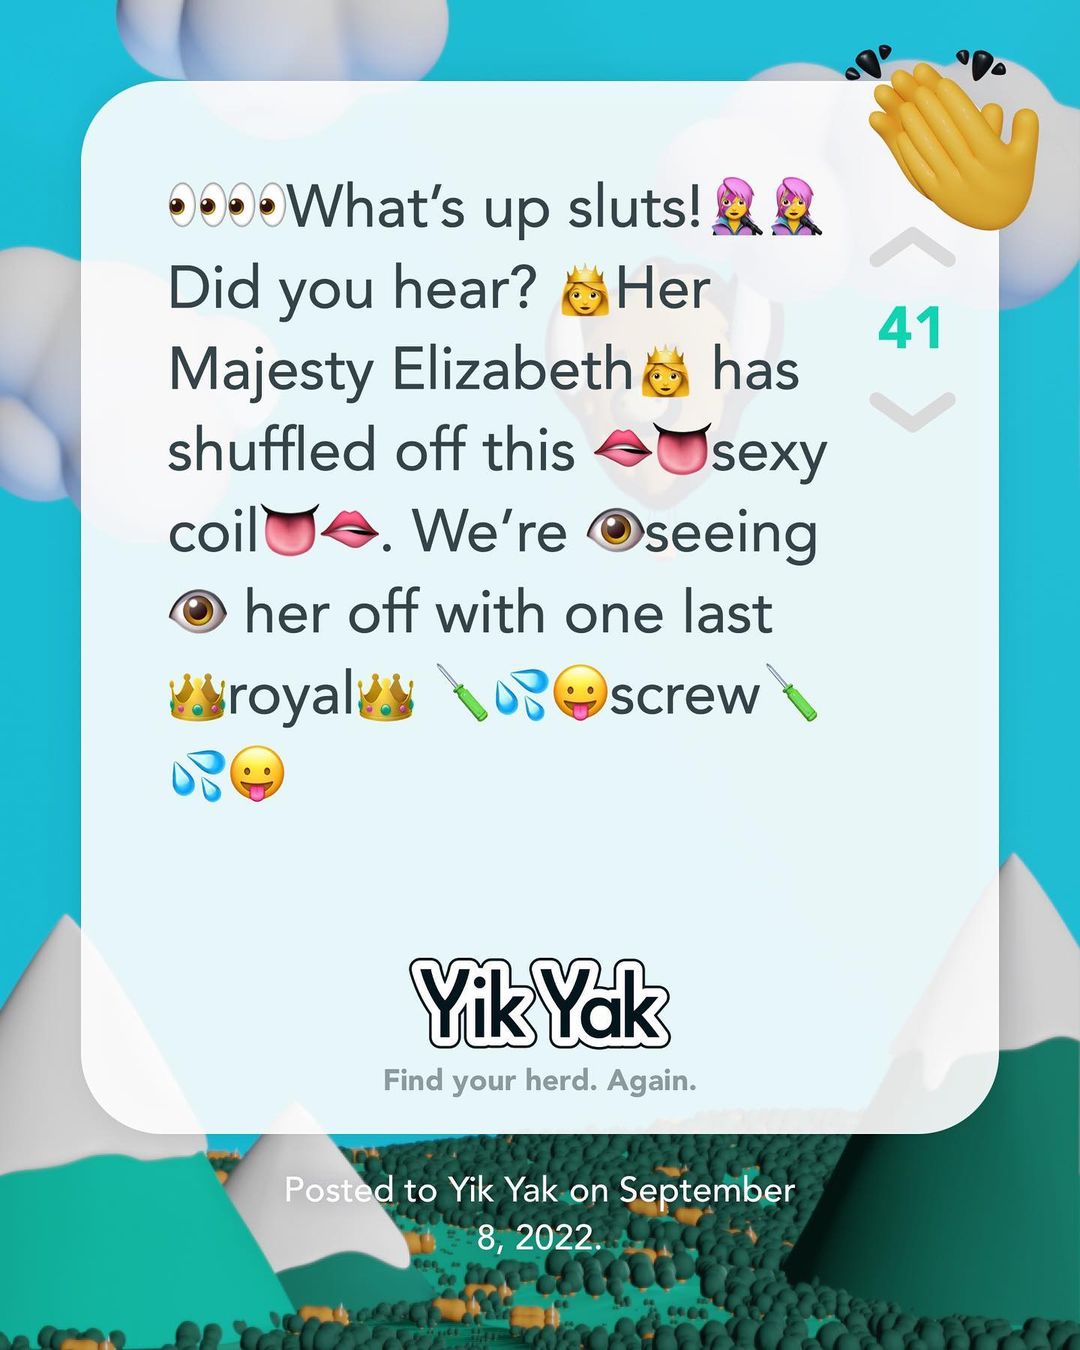 👀👀What’s up sluts!👩‍🎤👩‍🎤
Did you hear? 👸Her
Majesty Elizabeth👸 has
shuffled off this 🫦👅sexy
coil👅🫦. We’re 👁️seeing
👁️ her off with one last
👑royal👑 🪛💦😛screw🪛
💦😛
41
Yik Yak
Find your herd. Again.
Posted to Yik Yak on September
8, 2022.